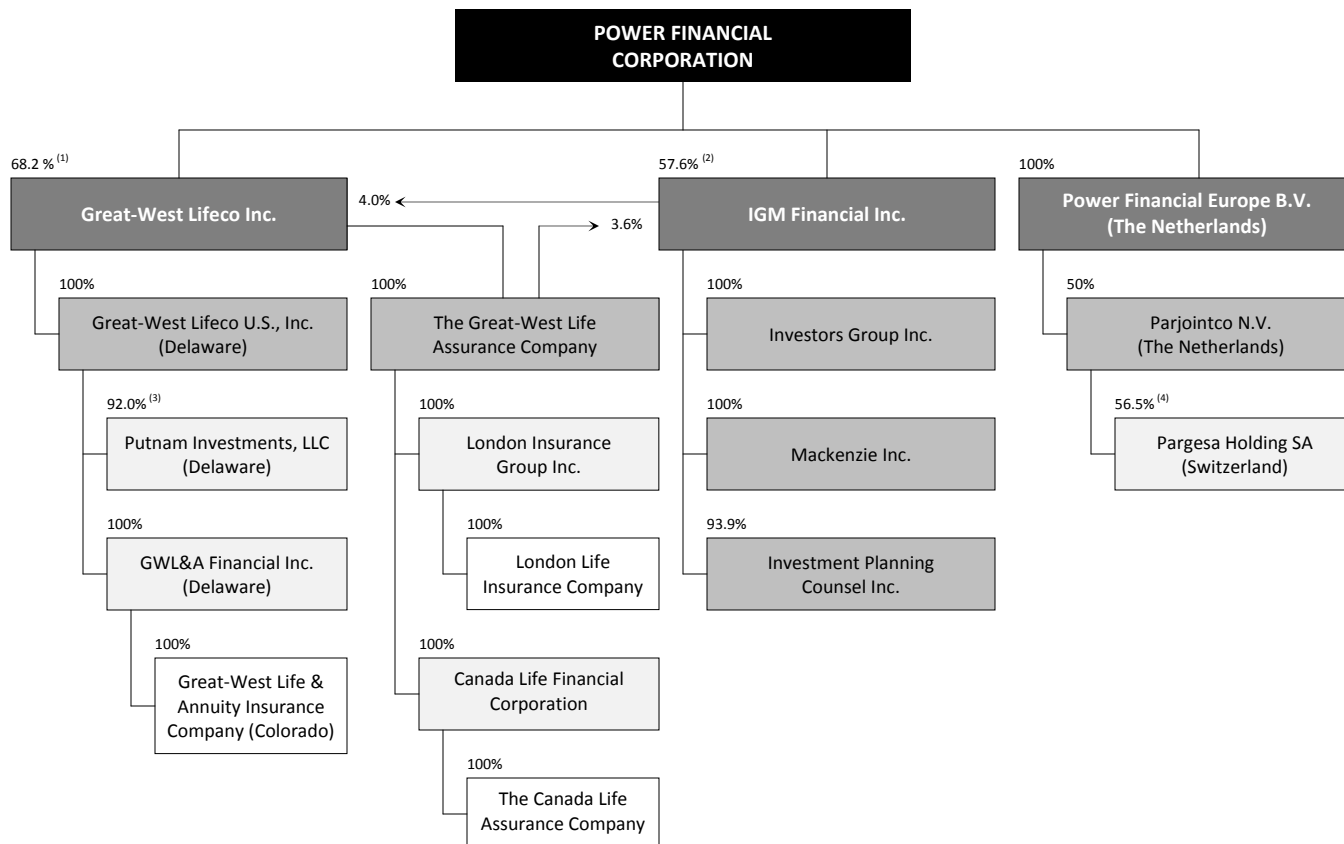 POWER FINANCIAL
CORPORATION
68.2 % (1)
Great-West Lifeco Inc.
4.0%
3.6%
57.6% (2)
IGM Financial Inc.
100%
Power Financial Europe B.V.
(The Netherlands)
100%
Great-West Lifeco U.S., Inc.
(Delaware)
92.0% (3)
Putnam Investments, LLC
(Delaware)
100%
GWL&A Financial Inc.
(Delaware)
100%
Great-West Life &
Annuity Insurance
Company (Colorado)
100%
The Great-West Life
Assurance Company
100%
London Insurance
Group Inc.
100%
London Life
Insurance Company
100%
Canada Life Financial
Corporation
100%
The Canada Life
Assurance Company
100%
Investors Group Inc.
100%
Mackenzie Inc.
93.9%
Investment Planning
Counsel Inc.
50%
Parjointco N.V.
(The Netherlands)
56.5% (4)
Pargesa Holding SA
(Switzerland)